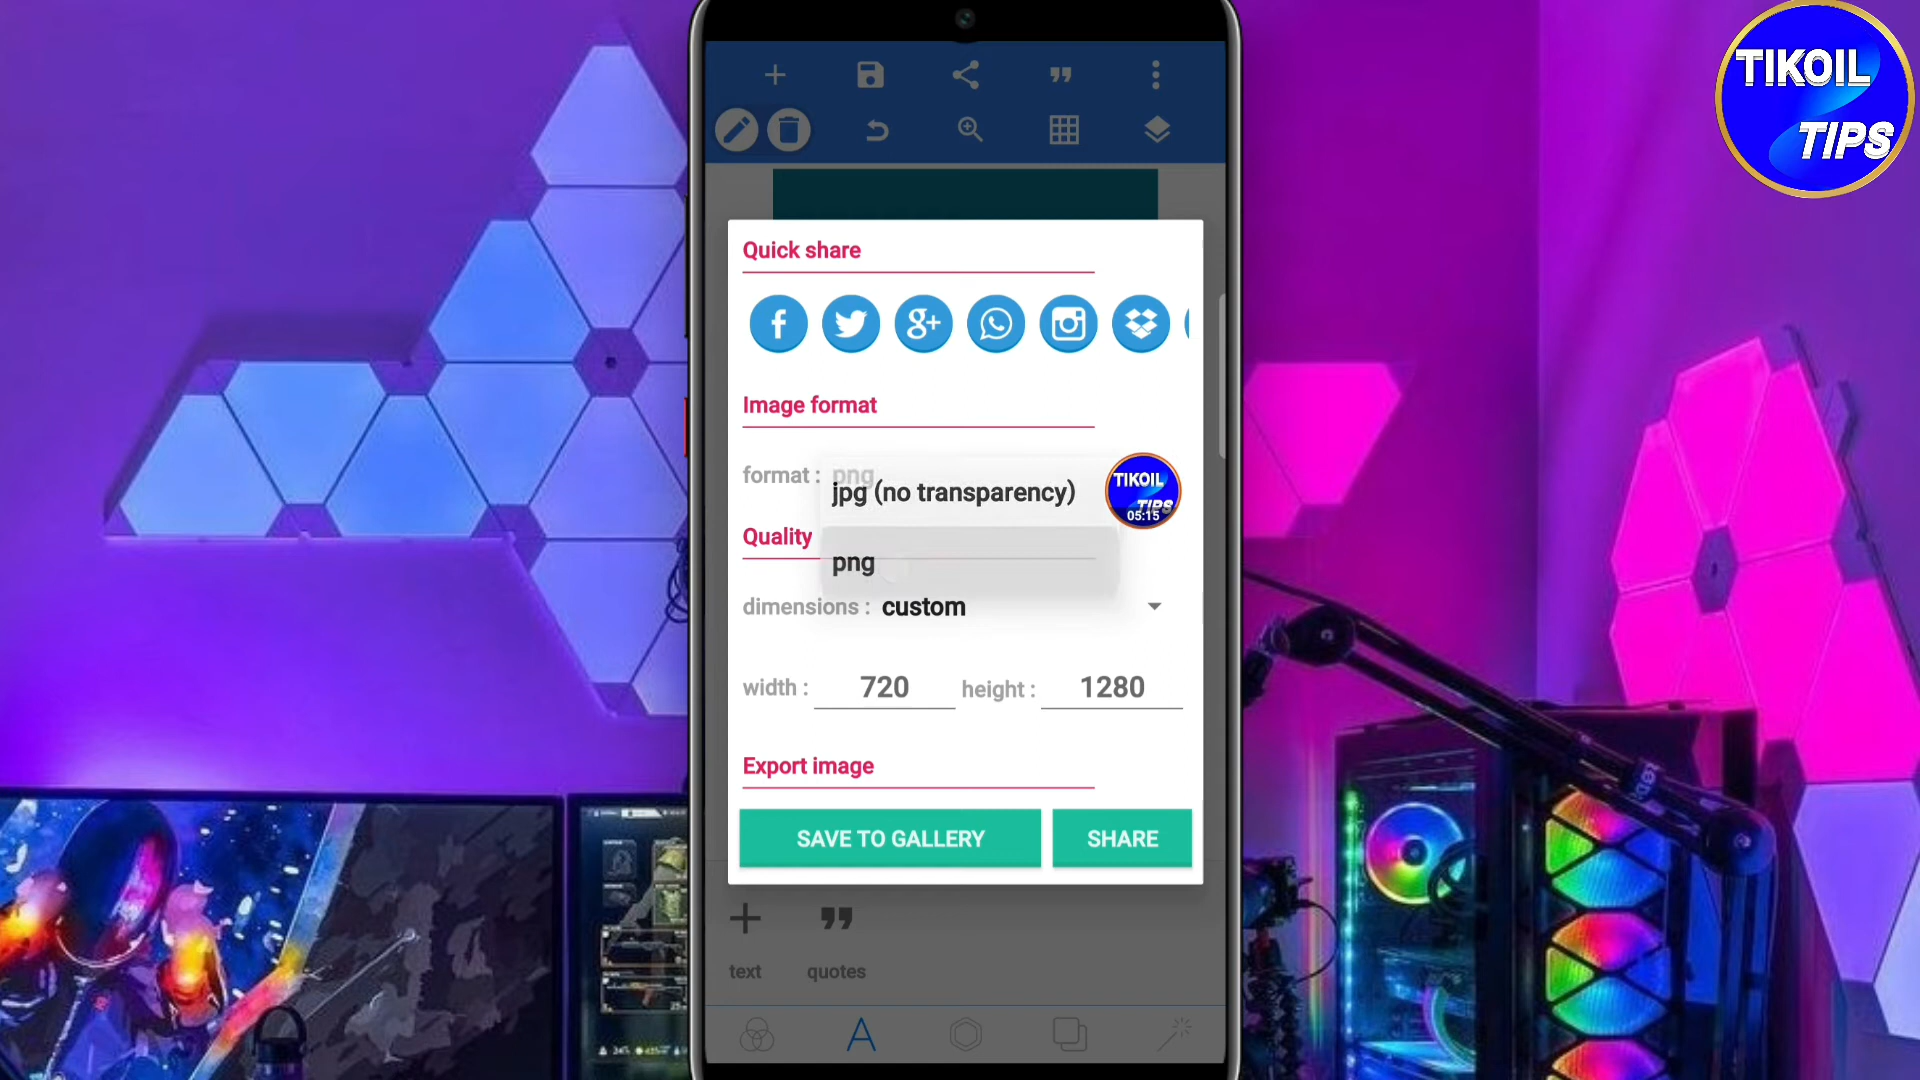 TIKOIL
TIPS
Quick share
Image format
format : png
jpg (no transparency)
TIKOIL
TIPS
05:15
Quality
png
dimensions : custom
width : 720 height : 1280
Export image
SAVE TO GALLERY SHARE
text quotes